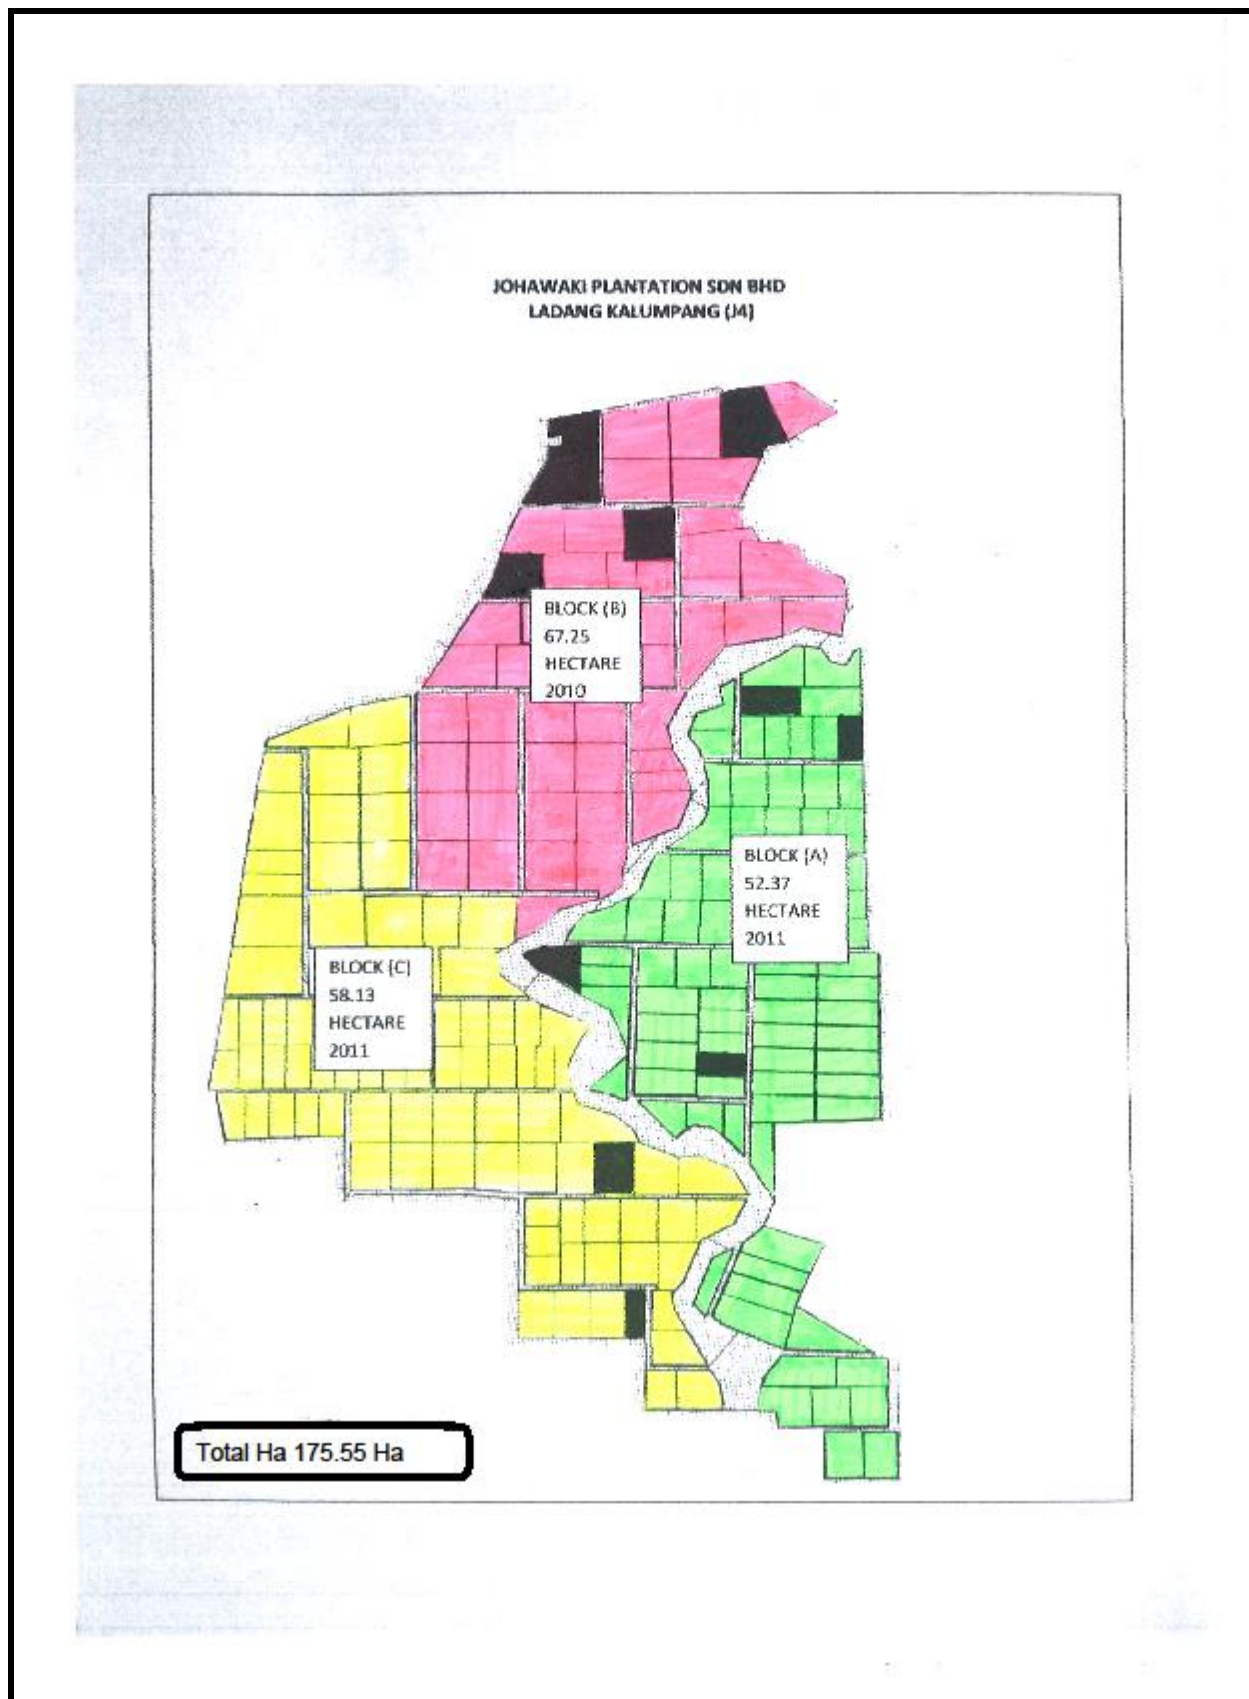 JOHAWAKI PLANTATION SDN BHD
LADANG KALUMPANG (J4)
BLOCK (B)
67.25
HECTARE
2010
BLOCK (A)
52.37
HECTARE
2011
BLOCK (C)
58.13
HECTARE
2011
Total Ha 175.55 Ha